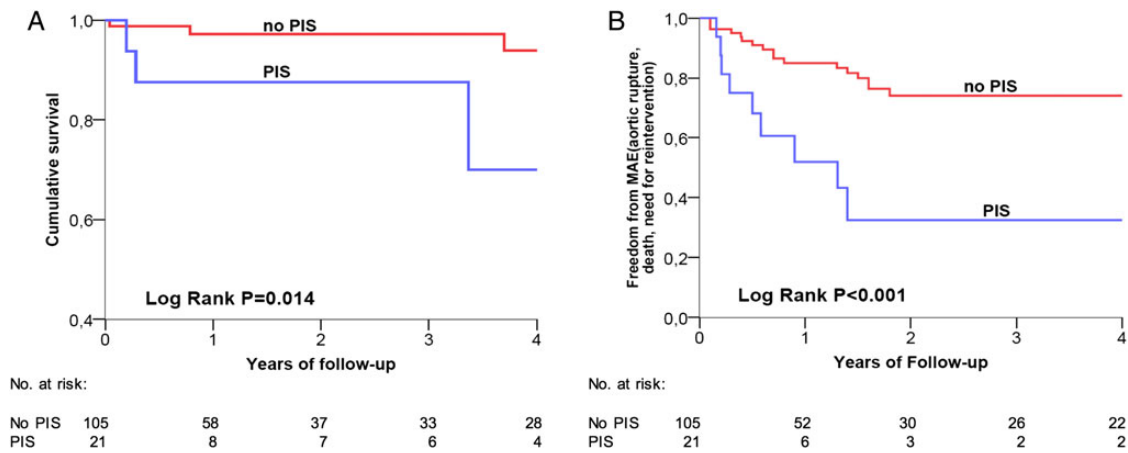 A
1,0
0,8
0,6
0,4
Cumulative survival
no PIS
PIS
Log Rank P=0.014
0 1 2 3 4
Years of follow-up
No. at risk:
No PIS 105 58 37 33 28
PIS 21 8 7 6 4
B
1,0
0,8
0,6
0,4
0,2
0,0
Freedom from MAE(aortic rupture,
death, need for reintervention)
no PIS
PIS
Log Rank P<0.001
0 1 2 3 4
Years of Follow-up
No. at risk:
No PIS 105 52 30 26 22
PIS 21 6 3 2 2